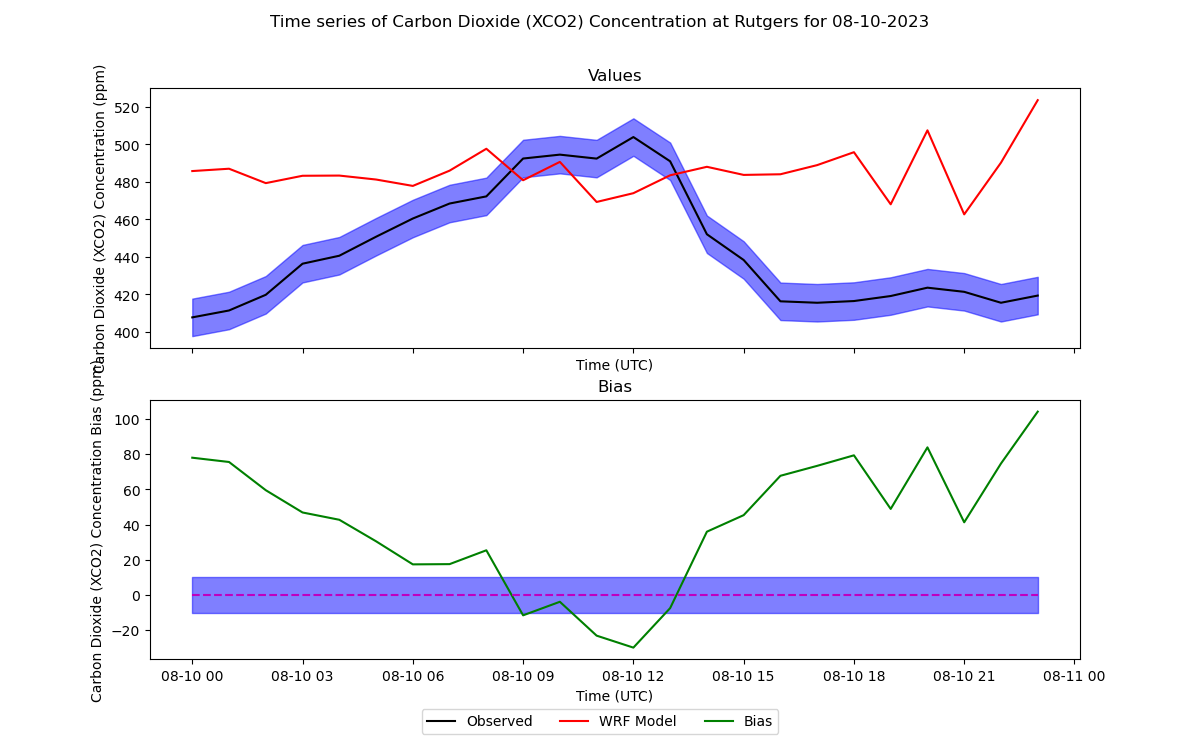 Time series of Carbon Dioxide (XCO2) Concentration at Rutgers for 08-10-2023
Values
Carbon Dioxide (XCO2) Concentration (ppm)
520
500
480
460
440
420
400
Time (UTC)
Bias
Carbon Dioxide (XCO2) Concentration Bias (ppm)
100
80
60
40
20
0
−20
08-10 00 08-10 03 08-10 06 08-10 09 08-10 12 08-10 15 08-10 18 08-10 21 08-11 00
Time (UTC)
Observed WRF Model Bias